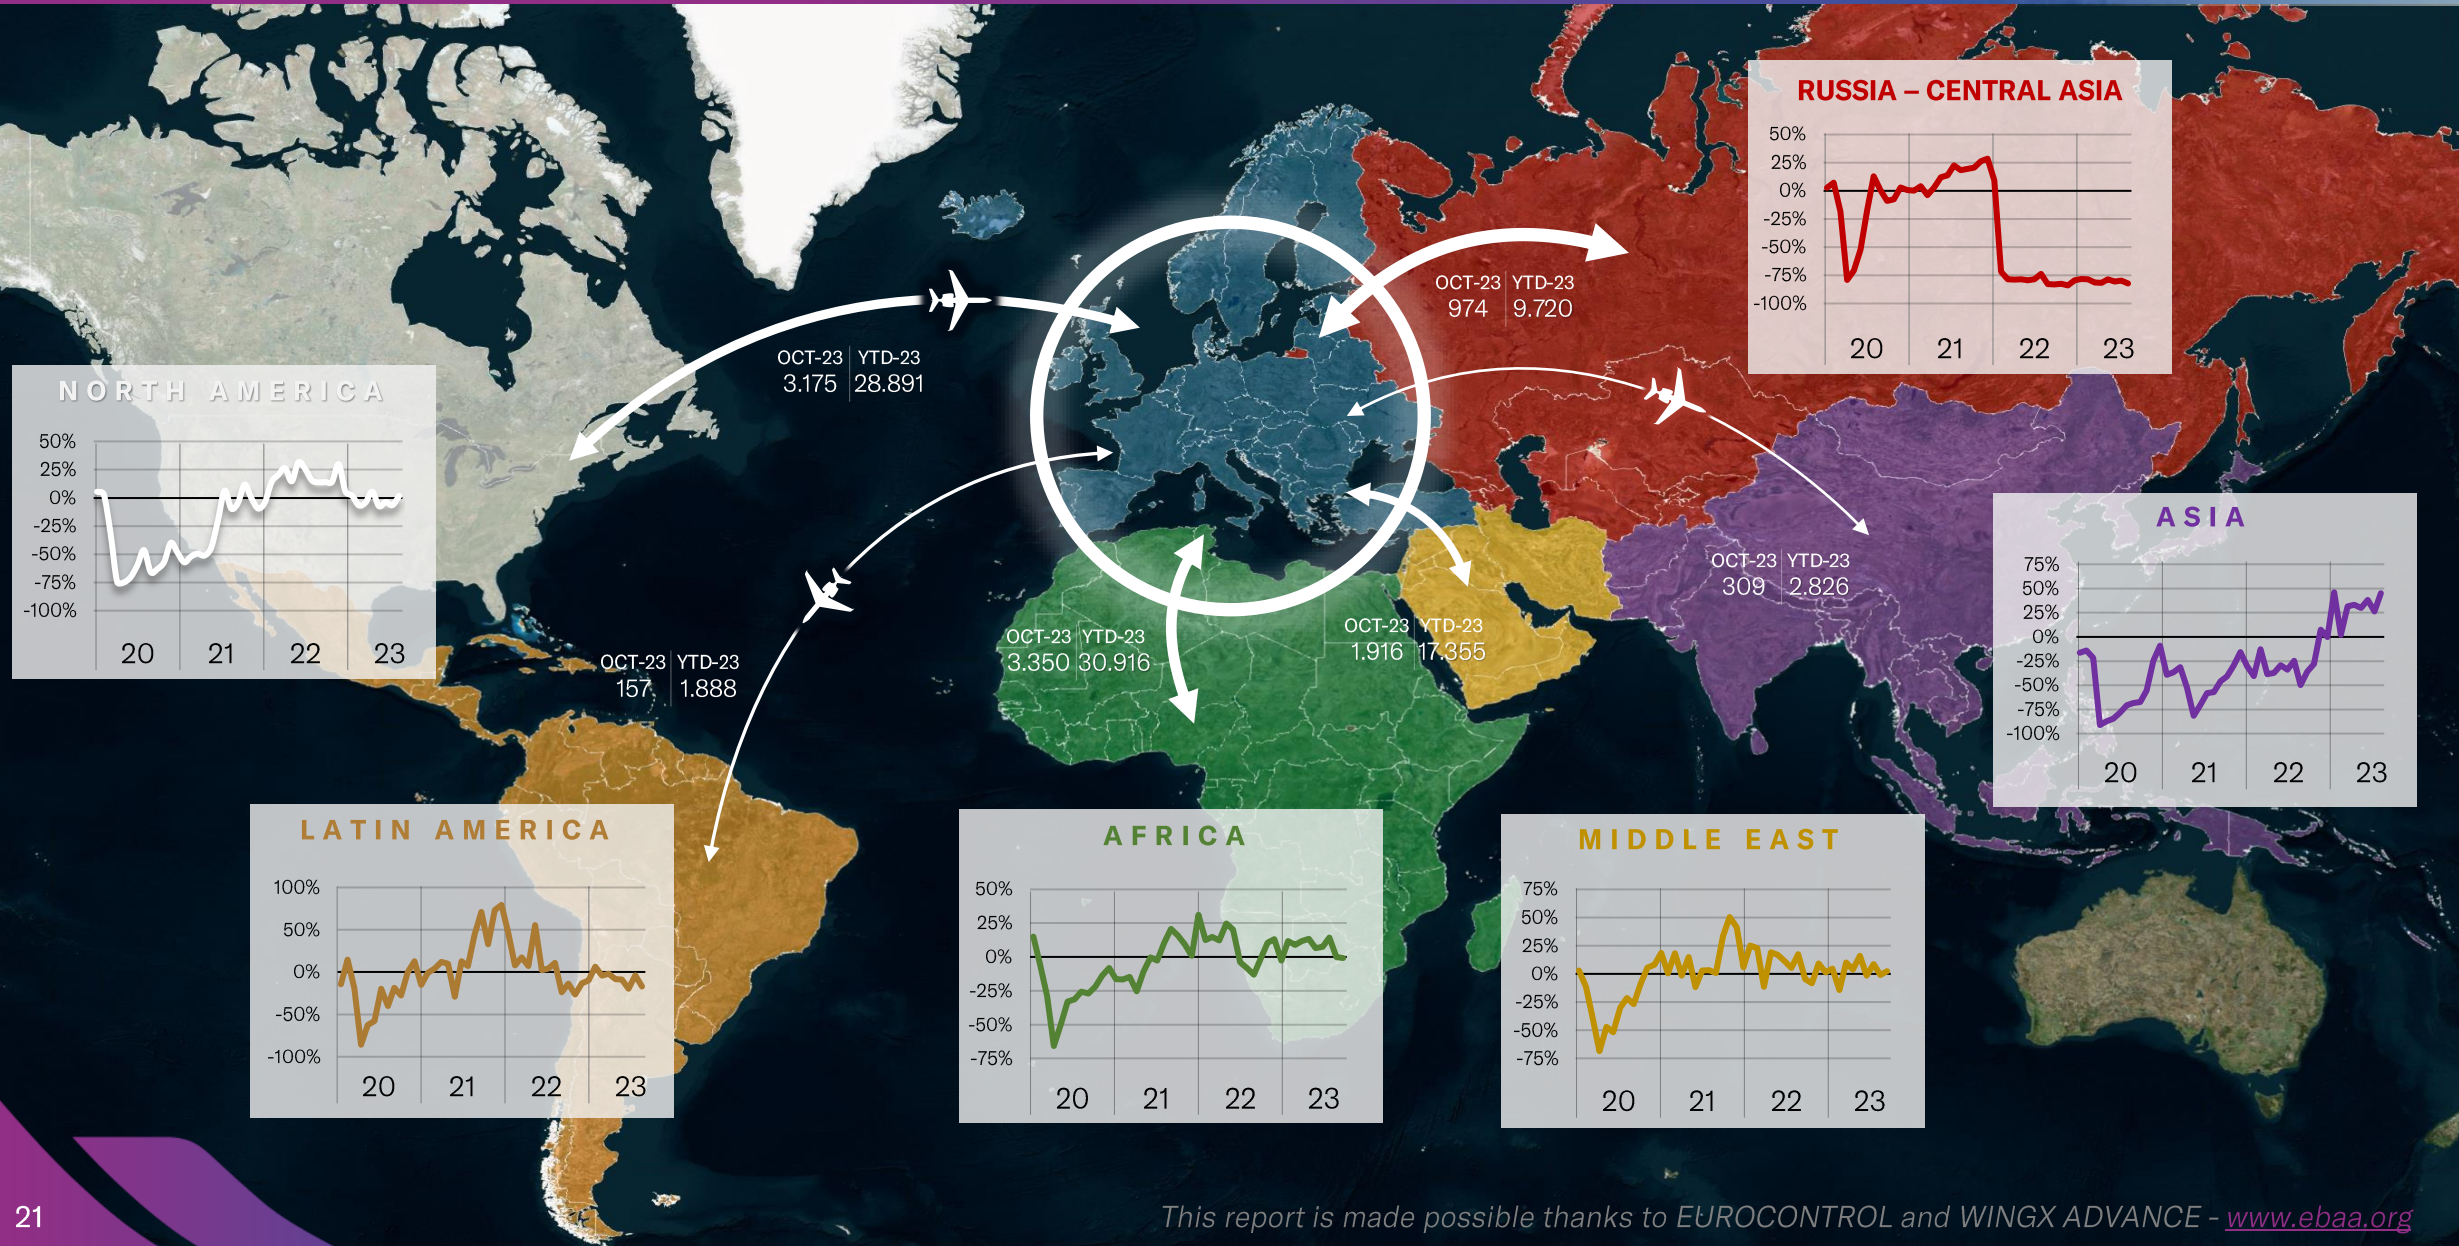 RUSSIA – CENTRAL ASIA
50%
25%
0%
-25%
-50%
-75%
-100%
20 21 22 23
OCT-23 YTD-23
974 9.720
OCT-23 YTD-23
3.175 28.891
NORTH AMERICA
50%
25%
0%
-25%
-50%
-75%
-100%
20 21 22 23
ASIA
75%
50%
25%
0%
-25%
-50%
-75%
-100%
20 21 22 23
OCT-23 YTD-23
309 2.826
OCT-23 YTD-23
3.350 30.916
OCT-23 YTD-23
1.916 17.355
OCT-23 YTD-23
157 1.888
LATIN AMERICA
100%
50%
0%
-50%
-100%
20 21 22 23
AFRICA
50%
25%
0%
-25%
-50%
-75%
20 21 22 23
MIDDLE EAST
75%
50%
25%
0%
-25%
-50%
-75%
20 21 22 23
21
This report is made possible thanks to EUROCONTROL and WINGX ADVANCE - www.ebaa.org